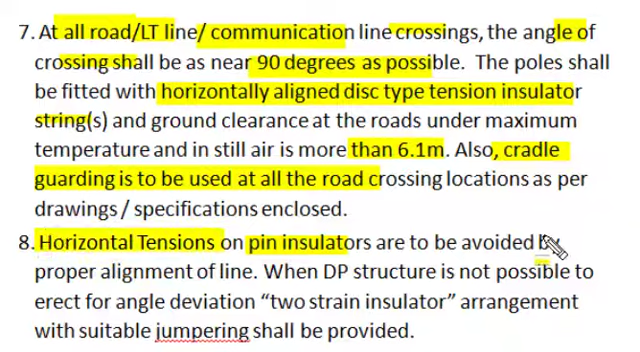 7. At all road/LT line/ communication line crossings, the angle of
crossing shall be as near 90 degrees as possible. The poles shall
be fitted with horizontally aligned disc type tension insulator
string(s) and ground clearance at the roads under maximum
temperature and in still air is more than 6.1m. Also, cradle
guarding is to be used at all the road crossing locations as per
drawings / specifications enclosed.
8. Horizontal Tensions on pin insulators are to be avoided
proper alignment of line. When DP structure is not possible to
erect for angle deviation “two strain insulator” arrangement
with suitable jumpering shall be provided.